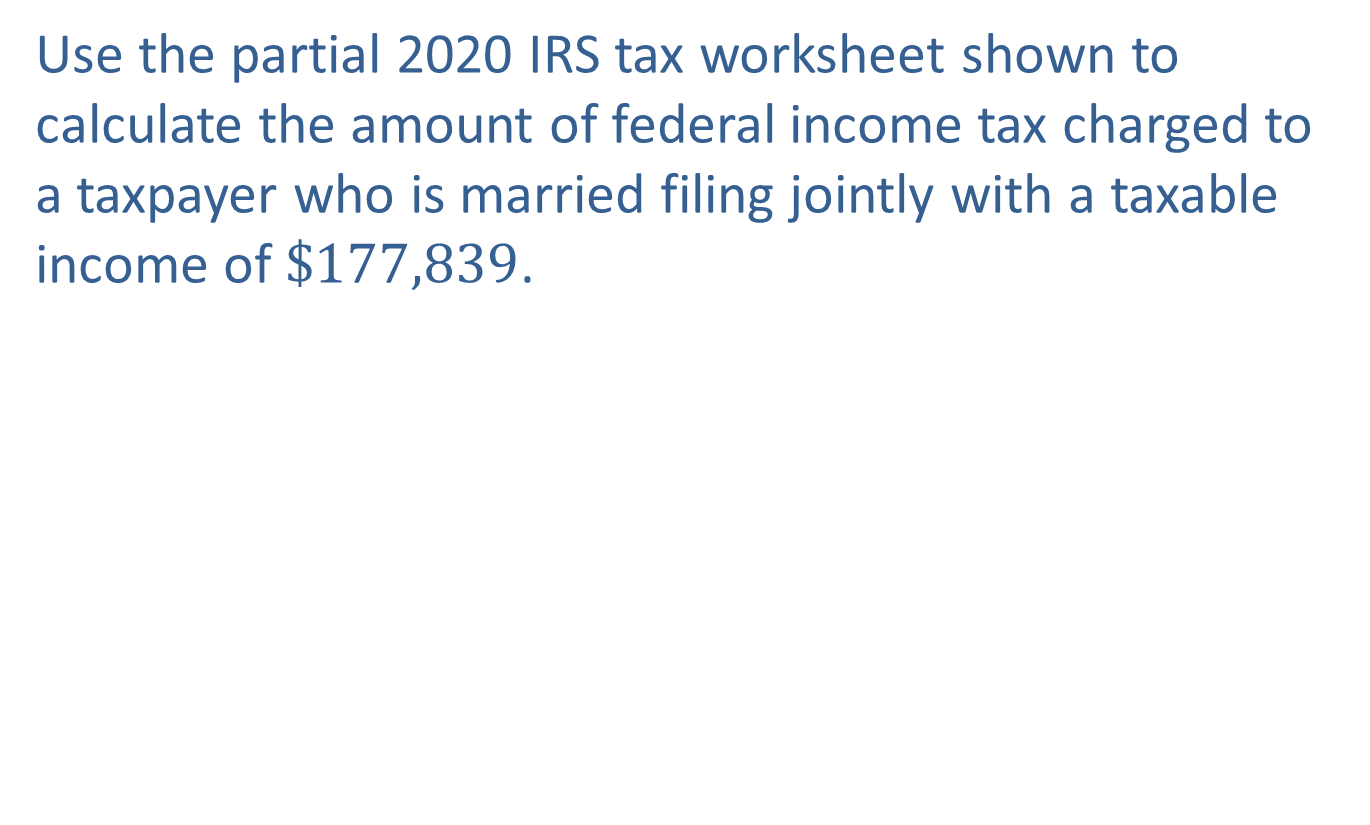 Use the partial 2020 IRS tax worksheet shown to
calculate the amount of federal income tax charged to
a taxpayer who is married filing jointly with a taxable
income of $177,839.